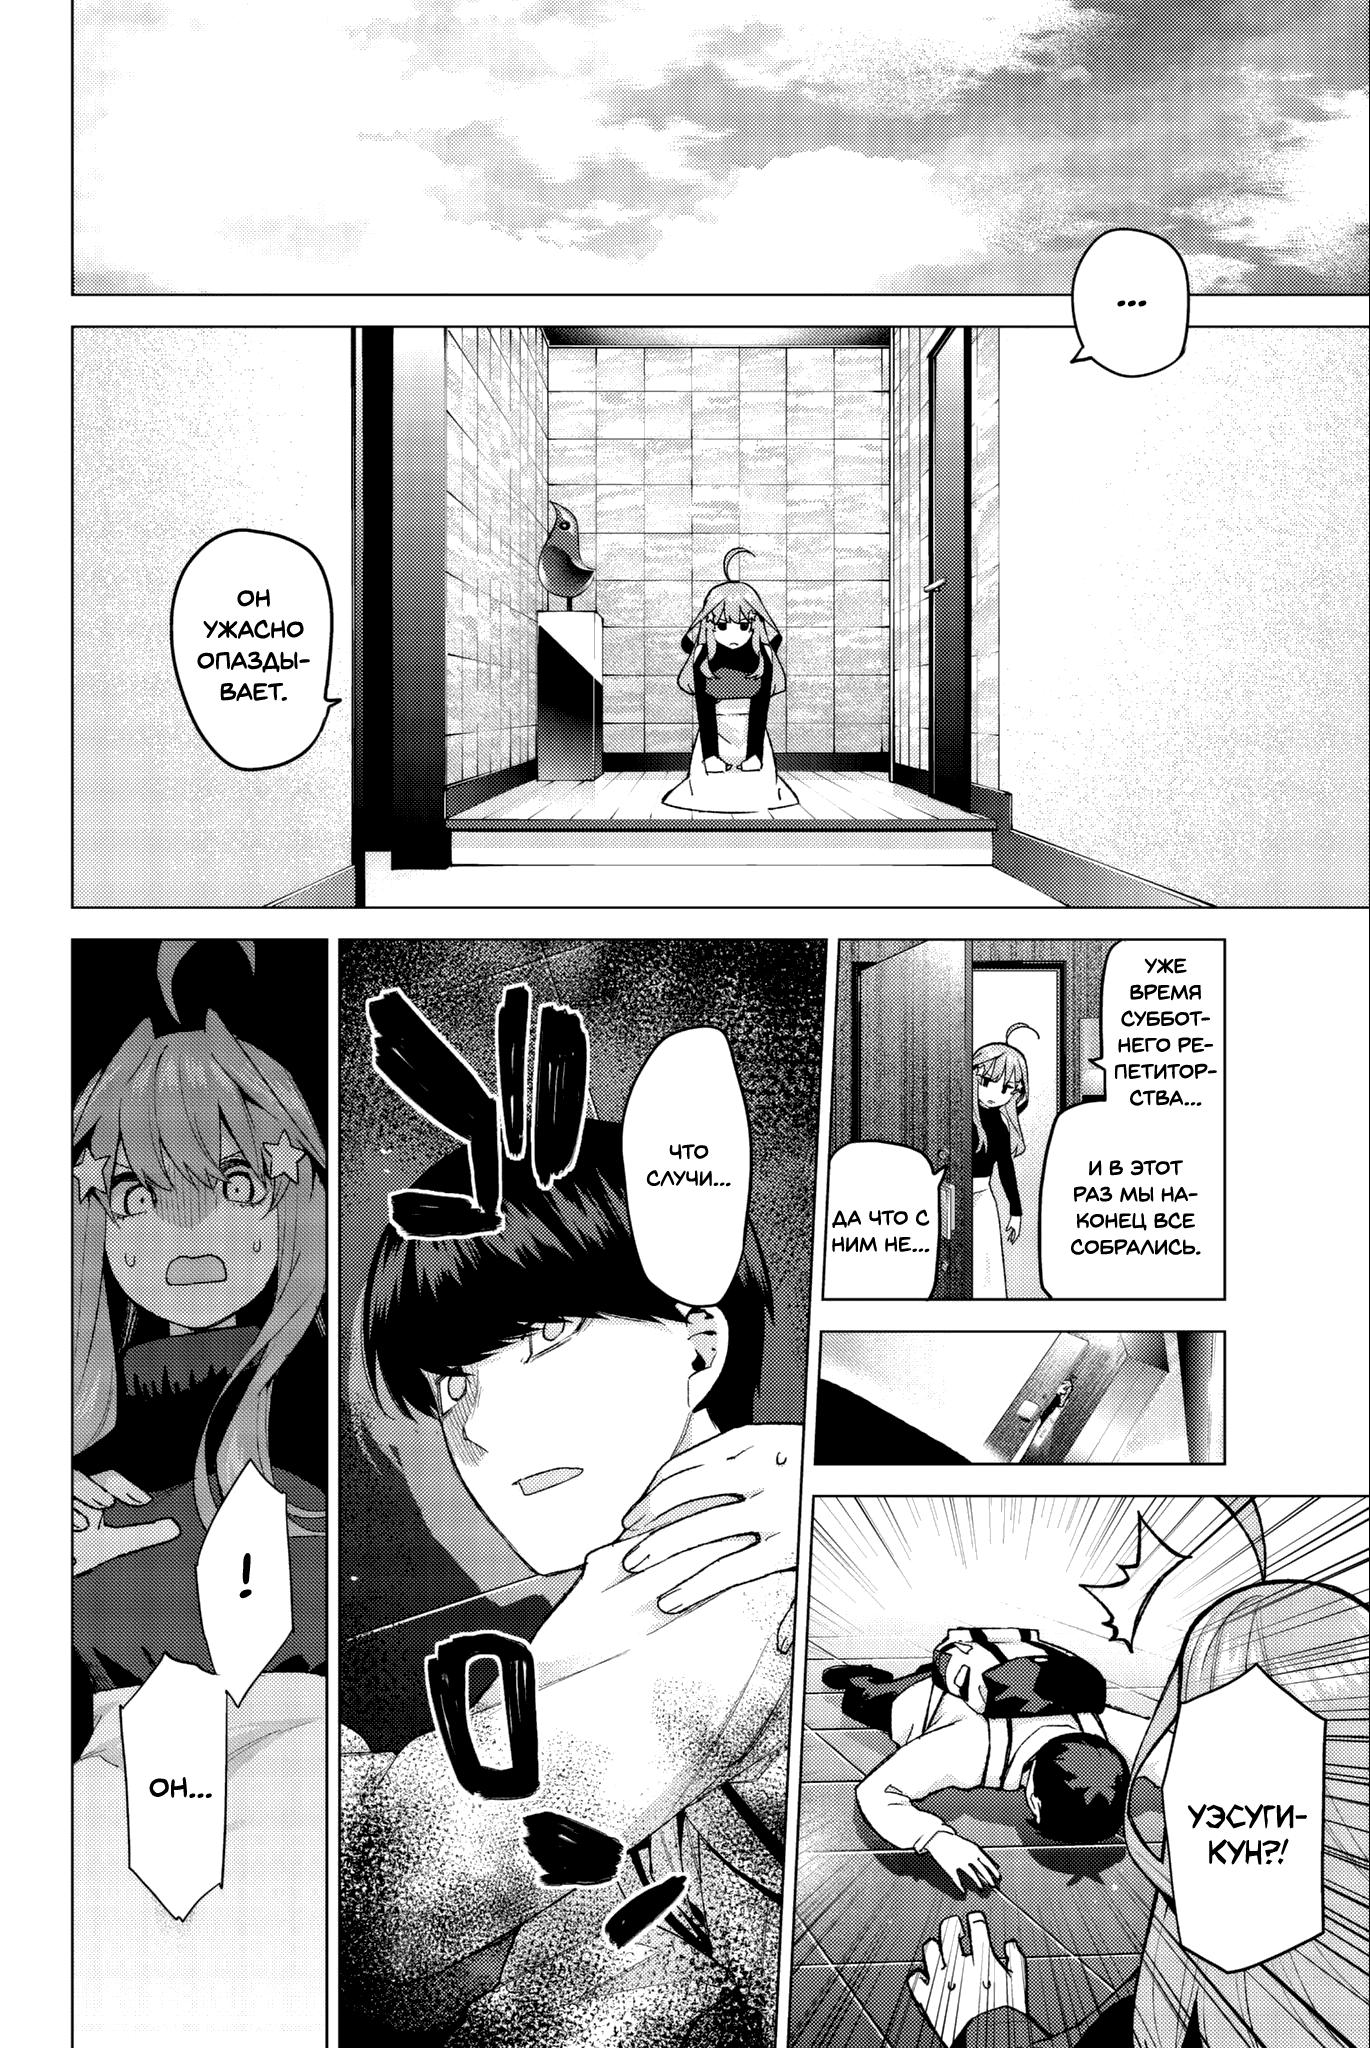 ...
ОН
УЖАСНО
ОПАЗДЫ-
ВАЕТ.
УЖЕ
ВРЕМЯ
СУББОТ-
НЕГО РЕ-
ПЕТИТОР-
СТВА...
И В ЭТОТ
РАЗ МЫ НА-
КОНЕЦ ВСЕ
СОБРАЛИСЬ.
ДА ЧТО С
НИМ НЕ...
УЭСУГИ-
КУН?!
ЧТО
СЛУЧИ...
!
ОН...